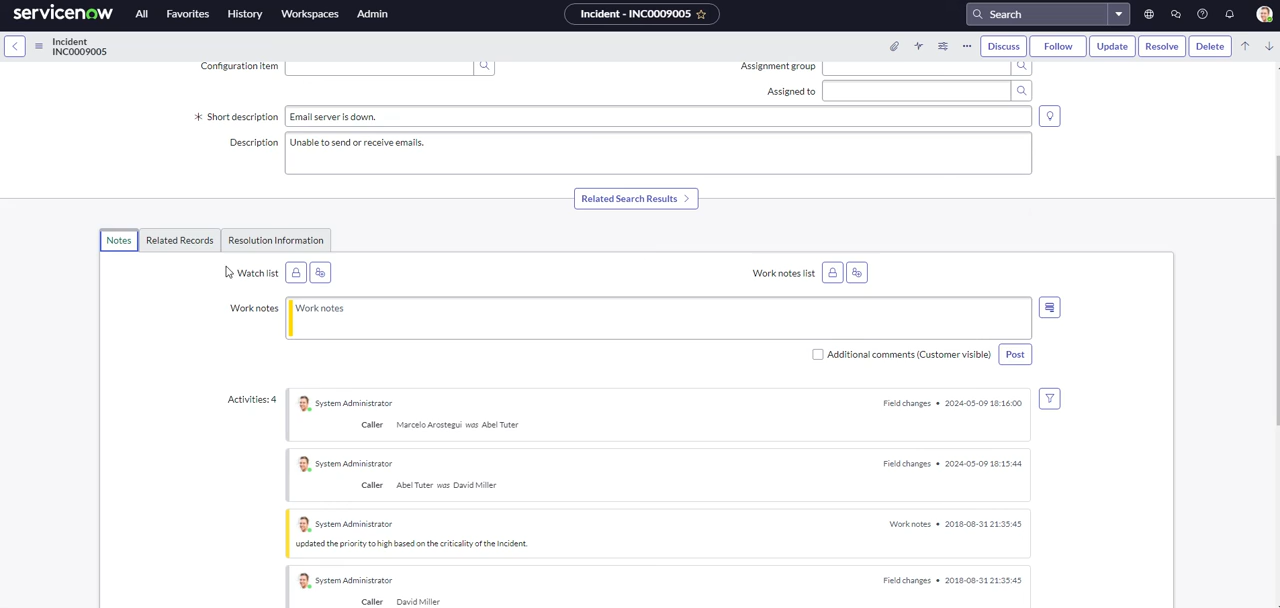 servicenow All Favorites History Workspaces Admin Incident - INC0009005 Search
Incident
INC0009005
Discuss Follow Update Resolve Delete
Configuration item Assignment group
Assigned to
Short description Email server is down.
Description Unable to send or receive emails.
Related Search Results
Notes Related Records Resolution Information
Watch list Work notes list
Work notes Work notes
Additional comments (Customer visible) Post
Activities: 4
System Administrator Field changes • 2024-05-09 18:16:00
Caller Marcelo Arostegui was Abel Tuter
System Administrator Field changes • 2024-05-09 18:15:44
Caller Abel Tuter was David Miller
System Administrator Work notes • 2018-08-31 21:35:45
updated the priority to high based on the criticality of the Incident.
System Administrator Field changes • 2018-08-31 21:35:45
Caller David Miller